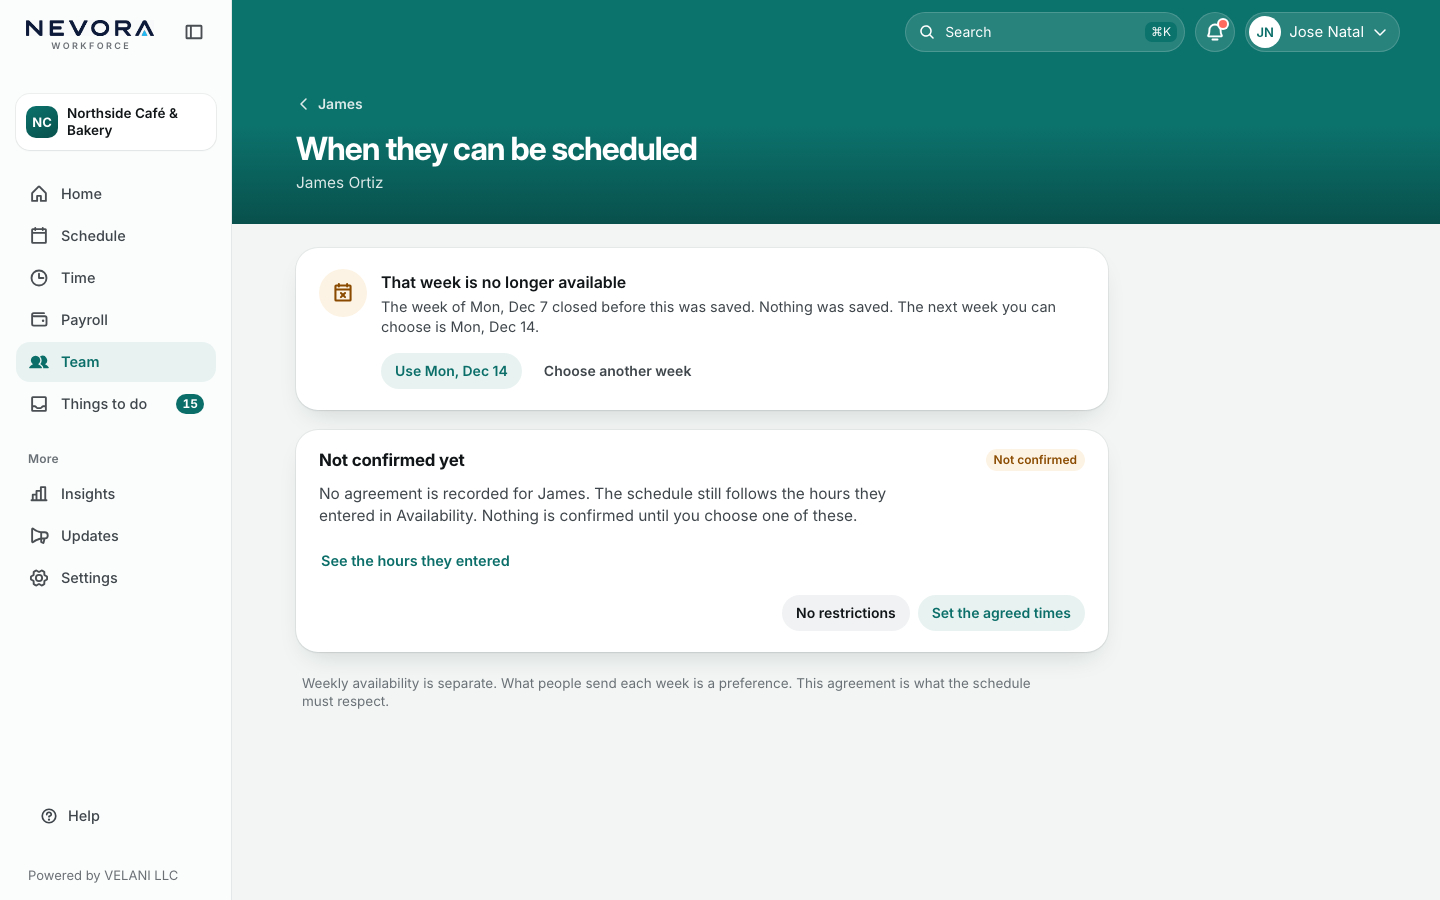 NEVORA
WORKFORCE
Search
⌘K
JN
Jose Natal
NC
Northside Café &
Bakery
Home
Schedule
Time
Payroll
Team
Things to do
15
More
Insights
Updates
Settings
Help
Powered by VELANI LLC
James
When they can be scheduled
James Ortiz
That week is no longer available
The week of Mon, Dec 7 closed before this was saved. Nothing was saved. The next week you can
choose is Mon, Dec 14.
Use Mon, Dec 14
Choose another week
Not confirmed yet
Not confirmed
No agreement is recorded for James. The schedule still follows the hours they
entered in Availability. Nothing is confirmed until you choose one of these.
See the hours they entered
No restrictions
Set the agreed times
Weekly availability is separate. What people send each week is a preference. This agreement is what the schedule
must respect.